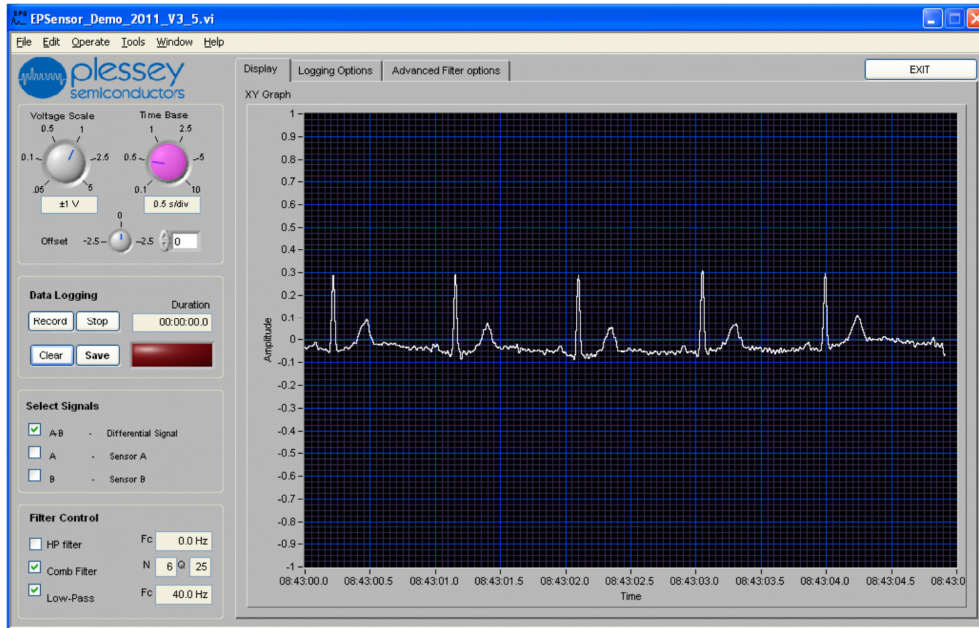 EPSensor_Demo_2011_V3_5.vi
File Edit Operate Tools Window Help
plessey
semiconductors
Display Logging Options Advanced Filter options EXIT
XY Graph
Voltage Scale Time Base
0.5 1 1 2.5
0.1 2.5 0.5 5
.05 5 0.1 10
±1 V 0.5 s/div
0
Offset -2.5 -2.5 0
Data Logging
Duration
Record Stop 00:00:00.0
Clear Save
Select Signals
A-B - Differential Signal
A - Sensor A
B - Sensor B
Filter Control
HP filter Fc 0.0 Hz
Comb Filter N 6 Q 25
Low-Pass Fc 40.0 Hz
Amplitude
1
0.9
0.8
0.7
0.6
0.5
0.4
0.3
0.2
0.1
0
-0.1
-0.2
-0.3
-0.4
-0.5
-0.6
-0.7
-0.8
-0.9
-1
08:43:00.0 08:43:00.5 08:43:01.0 08:43:01.5 08:43:02.0 08:43:02.5 08:43:03.0 08:43:03.5 08:43:04.0 08:43:04.5 08:43:0
Time